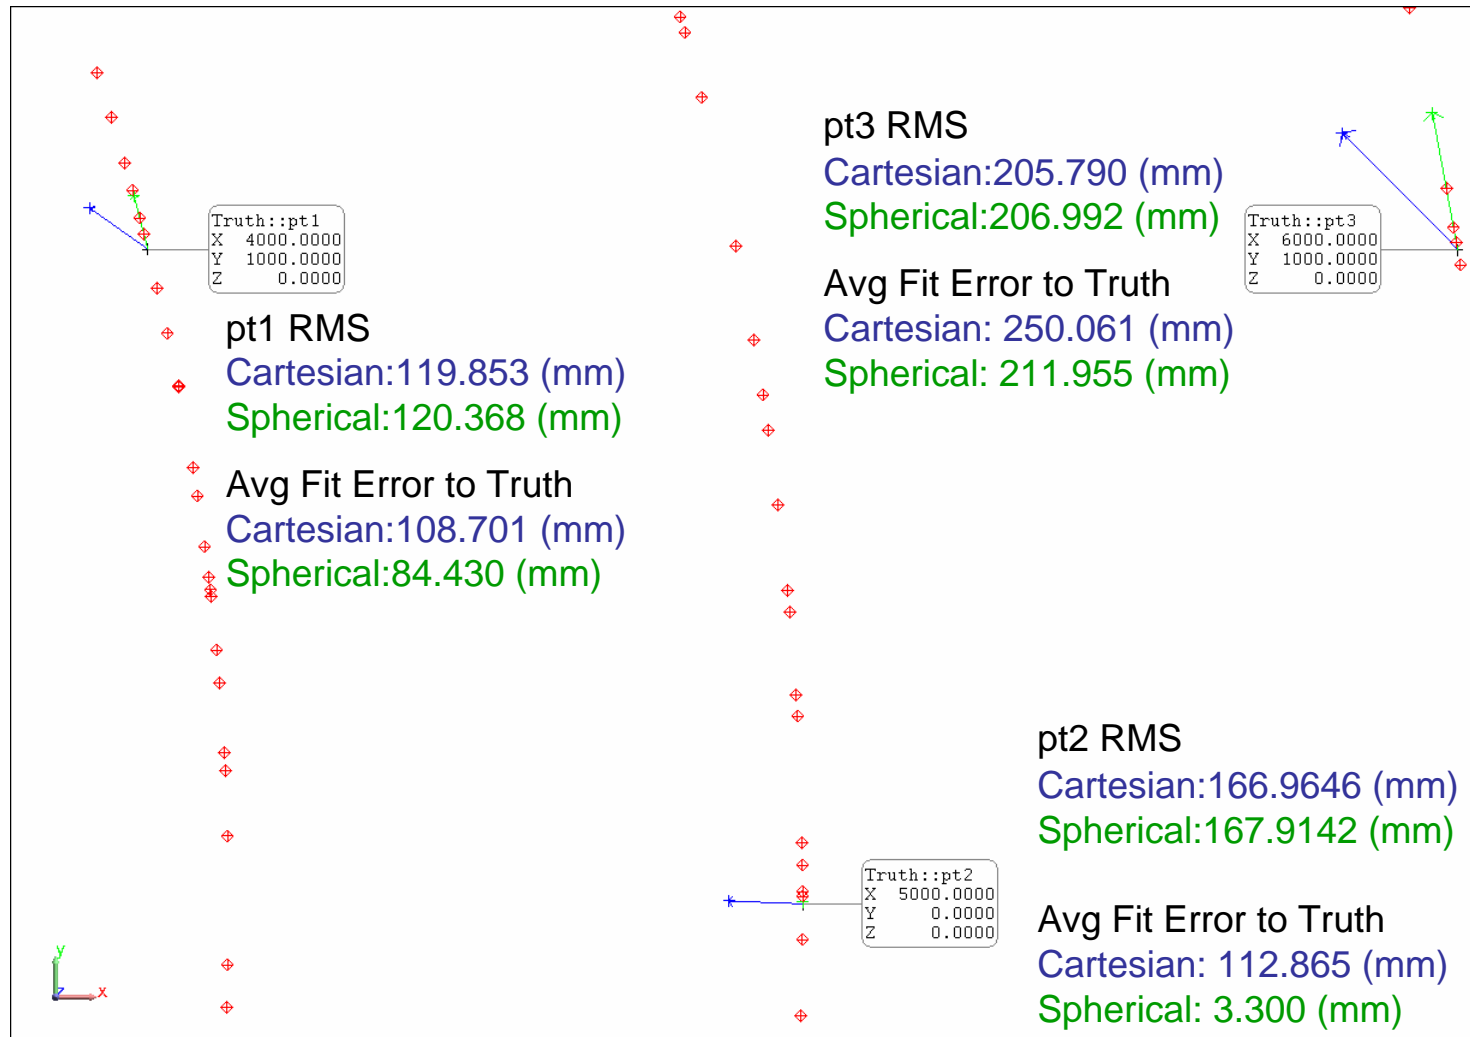 pt3 RMS
Cartesian:205.790 (mm)
Spherical:206.992 (mm)
Avg Fit Error to Truth
Cartesian: 250.061 (mm)
Spherical: 211.955 (mm)
Truth::pt3
X 6000.0000
Y 1000.0000
Z 0.0000
Truth::pt1
X 4000.0000
Y 1000.0000
Z 0.0000
pt1 RMS
Cartesian:119.853 (mm)
Spherical:120.368 (mm)
Avg Fit Error to Truth
Cartesian:108.701 (mm)
Spherical:84.430 (mm)
pt2 RMS
Cartesian:166.9646 (mm)
Spherical:167.9142 (mm)
Truth::pt2
X 5000.0000
Y 0.0000
Z 0.0000
Avg Fit Error to Truth
Cartesian: 112.865 (mm)
Spherical: 3.300 (mm)
y
z
x